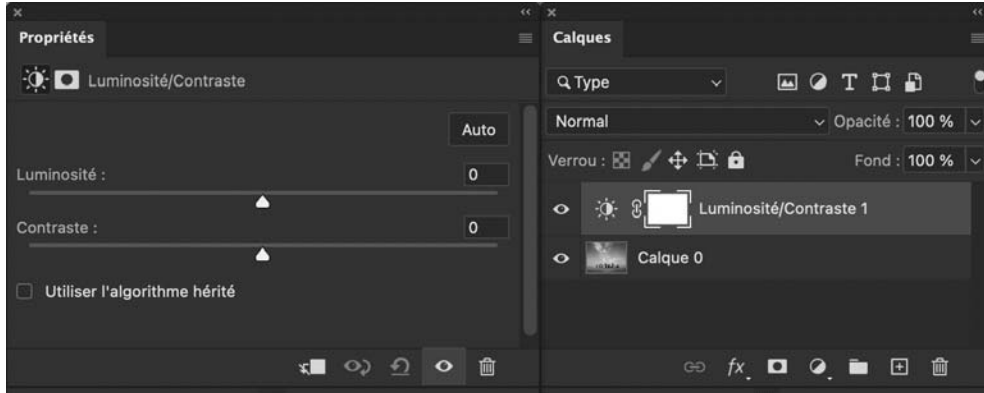 Propriétés
Luminosité/Contraste
Auto
Luminosité :
0
Contraste :
0
Utiliser l'algorithme hérité
Calques
Type
Normal
Opacité : 100 %
Verrou :
Fond : 100 %
Luminosité/Contraste 1
Calque 0
fx